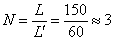 N = L/L' = 150/60 ≈ 3